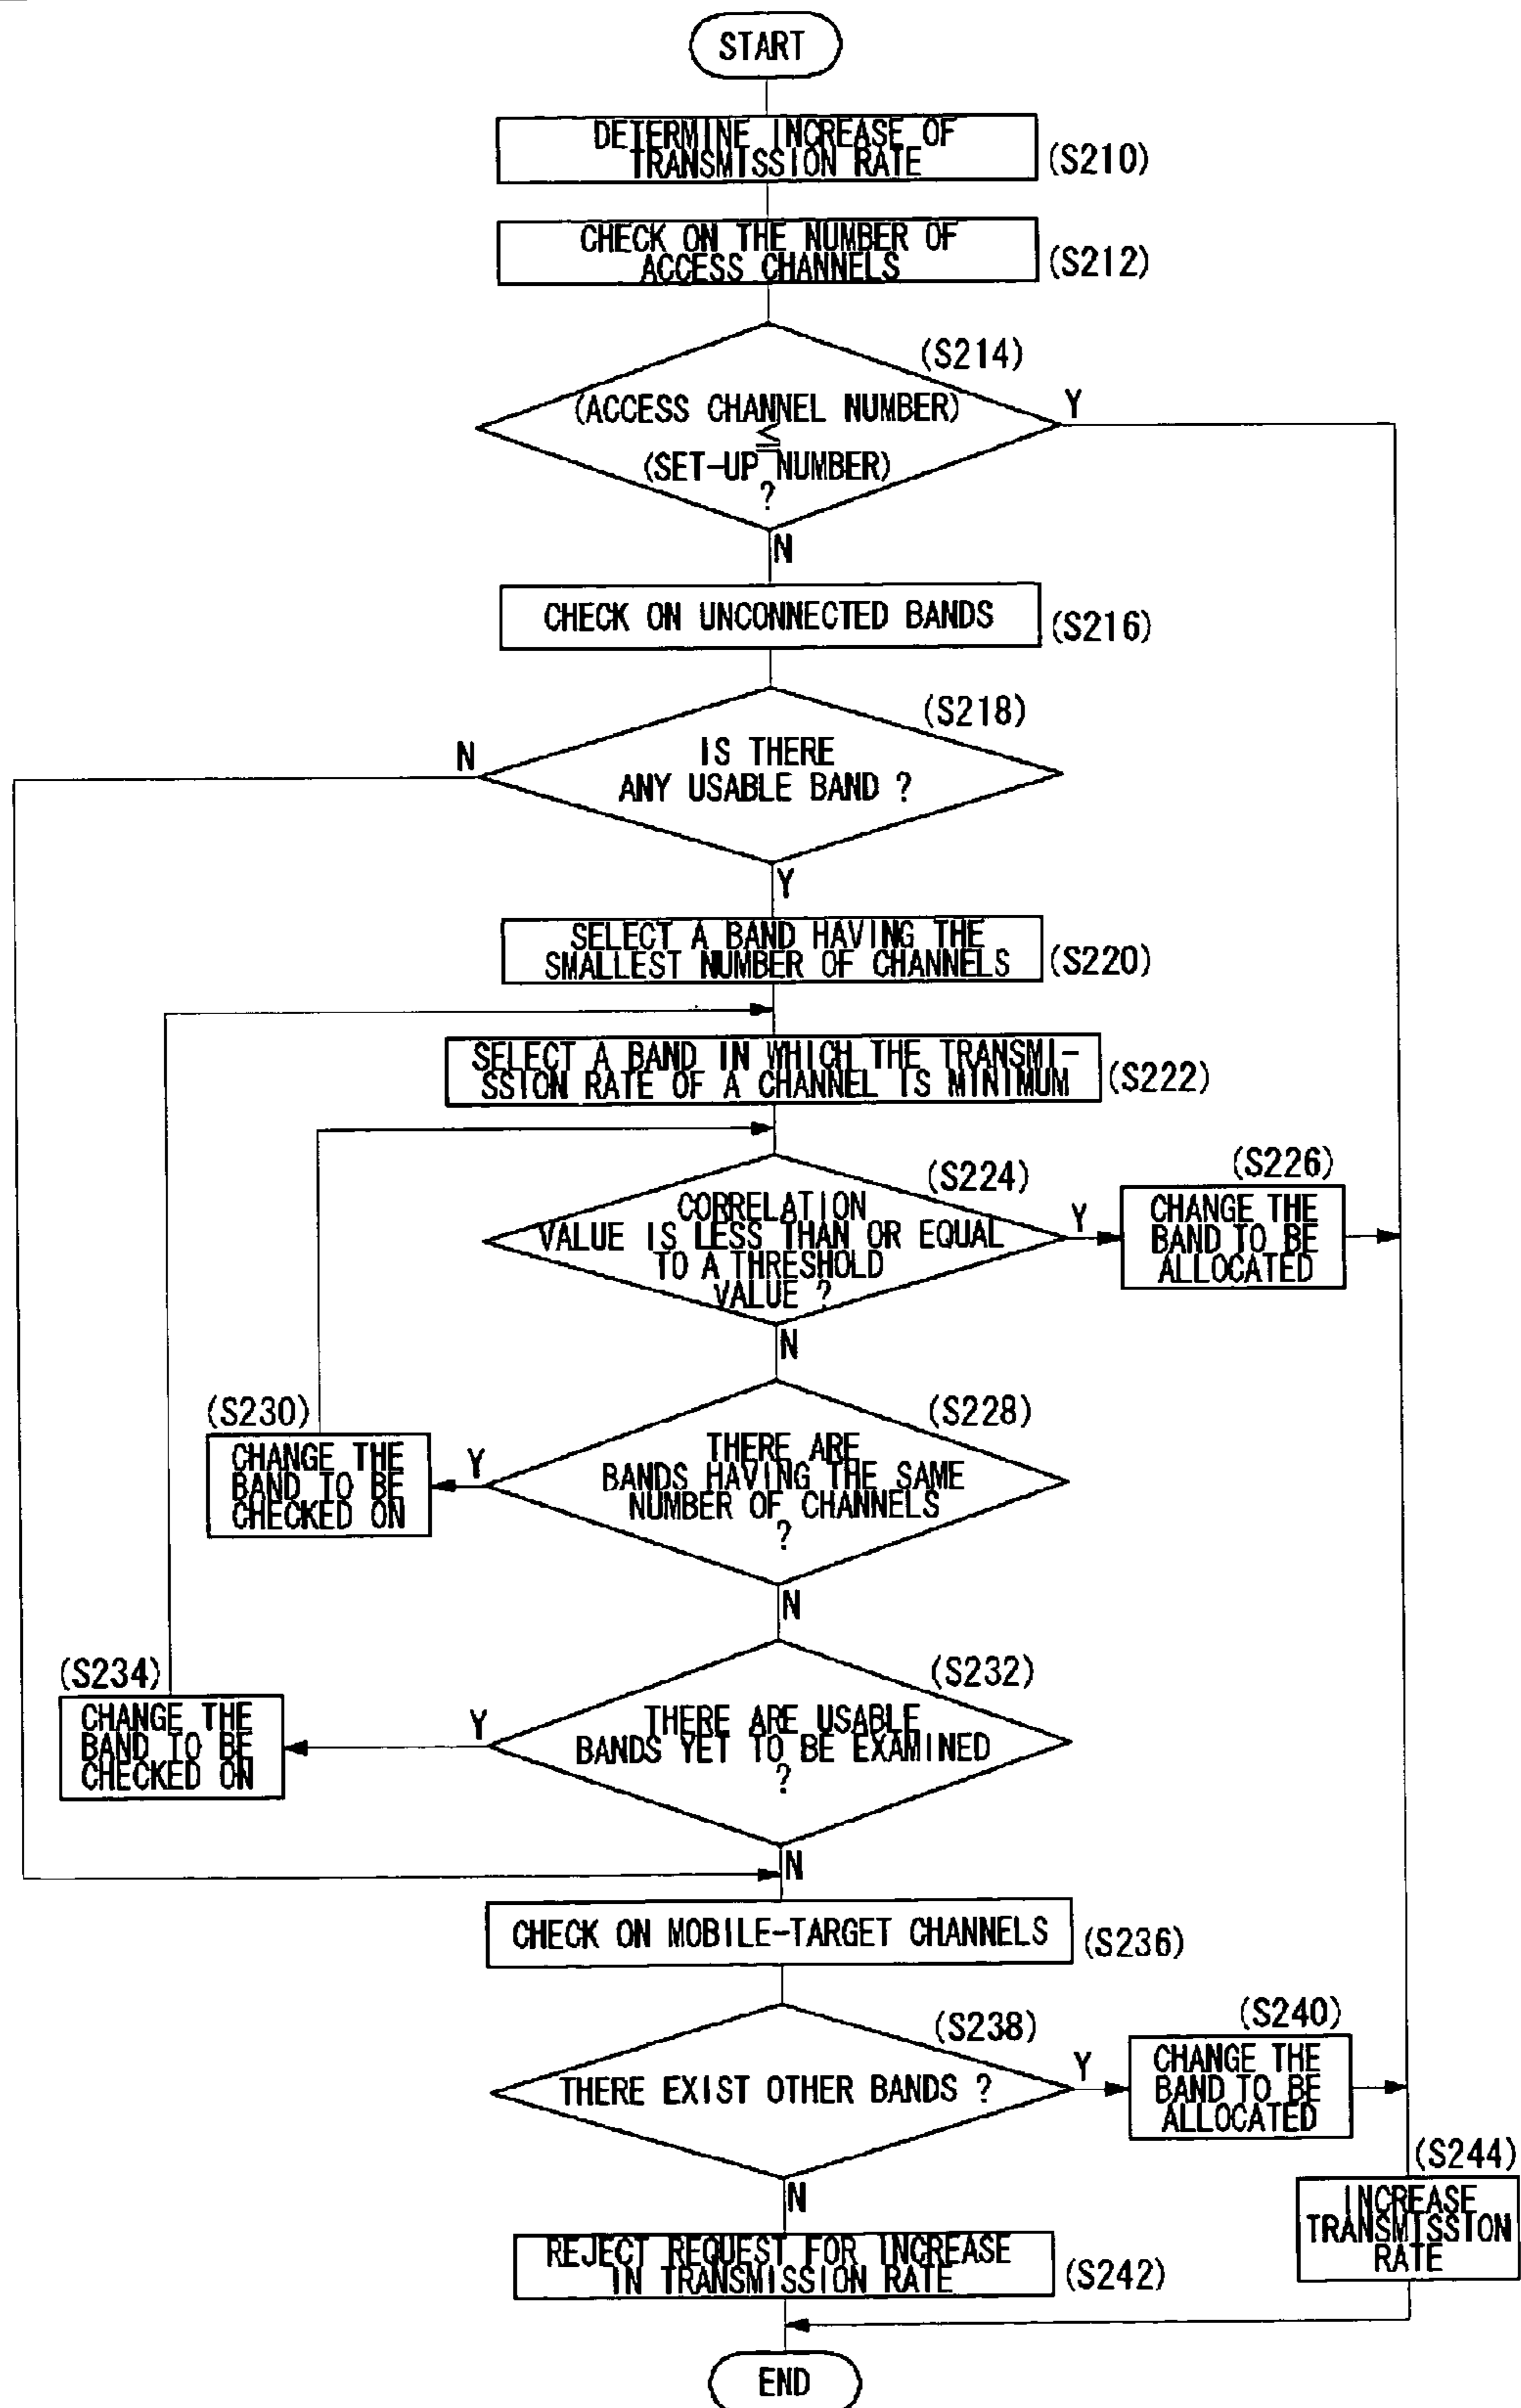 START
DETERMINE INCREASE OF
TRANSMISSION RATE
(S210)
CHECK ON THE NUMBER OF
ACCESS CHANNELS
(S212)
(S214)
(ACCESS CHANNEL NUMBER)
≦
(SET-UP NUMBER)
?
Y
N
CHECK ON UNCONNECTED BANDS
(S216)
(S218)
IS THERE
ANY USABLE BAND ?
N
Y
SELECT A BAND HAVING THE
SMALLEST NUMBER OF CHANNELS
(S220)
SELECT A BAND IN WHICH THE TRANSMI-
SSION RATE OF A CHANNEL IS MINIMUM
(S222)
(S224)
CORRELATION
VALUE IS LESS THAN OR EQUAL
TO A THRESHOLD
VALUE ?
Y
(S226)
CHANGE THE
BAND TO BE
ALLOCATED
N
(S228)
THERE ARE
BANDS HAVING THE SAME
NUMBER OF CHANNELS
?
Y
(S230)
CHANGE THE
BAND TO BE
CHECKED ON
N
(S232)
THERE ARE USABLE
BANDS YET TO BE EXAMINED
?
Y
(S234)
CHANGE THE
BAND TO BE
CHECKED ON
N
CHECK ON MOBILE-TARGET CHANNELS
(S236)
(S238)
THERE EXIST OTHER BANDS ?
Y
(S240)
CHANGE THE
BAND TO BE
ALLOCATED
N
(S244)
INCREASE
TRANSMISSION
RATE
REJECT REQUEST FOR INCREASE
IN TRANSMISSION RATE
(S242)
END